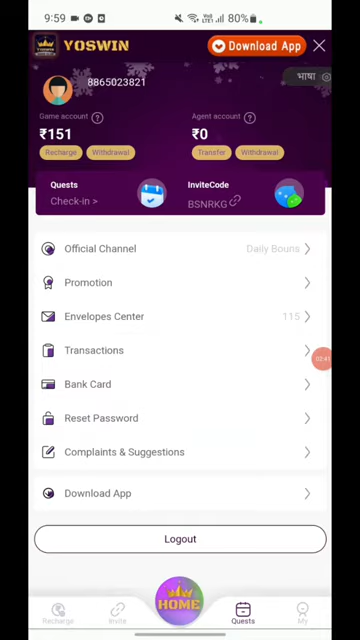 9:59
80%
YOSWIN
Download App
भाषा
8865023821
Game account ?
Agent account ?
₹151
₹0
Recharge
Withdrawal
Transfer
Withdrawal
Quests
Check-in >
InviteCode
BSNRKG
Official Channel
Daily Bouns
Promotion
Envelopes Center
115
Transactions
02:41
Bank Card
Reset Password
Complaints & Suggestions
Download App
Logout
HOME
Recharge
Invite
Quests
My